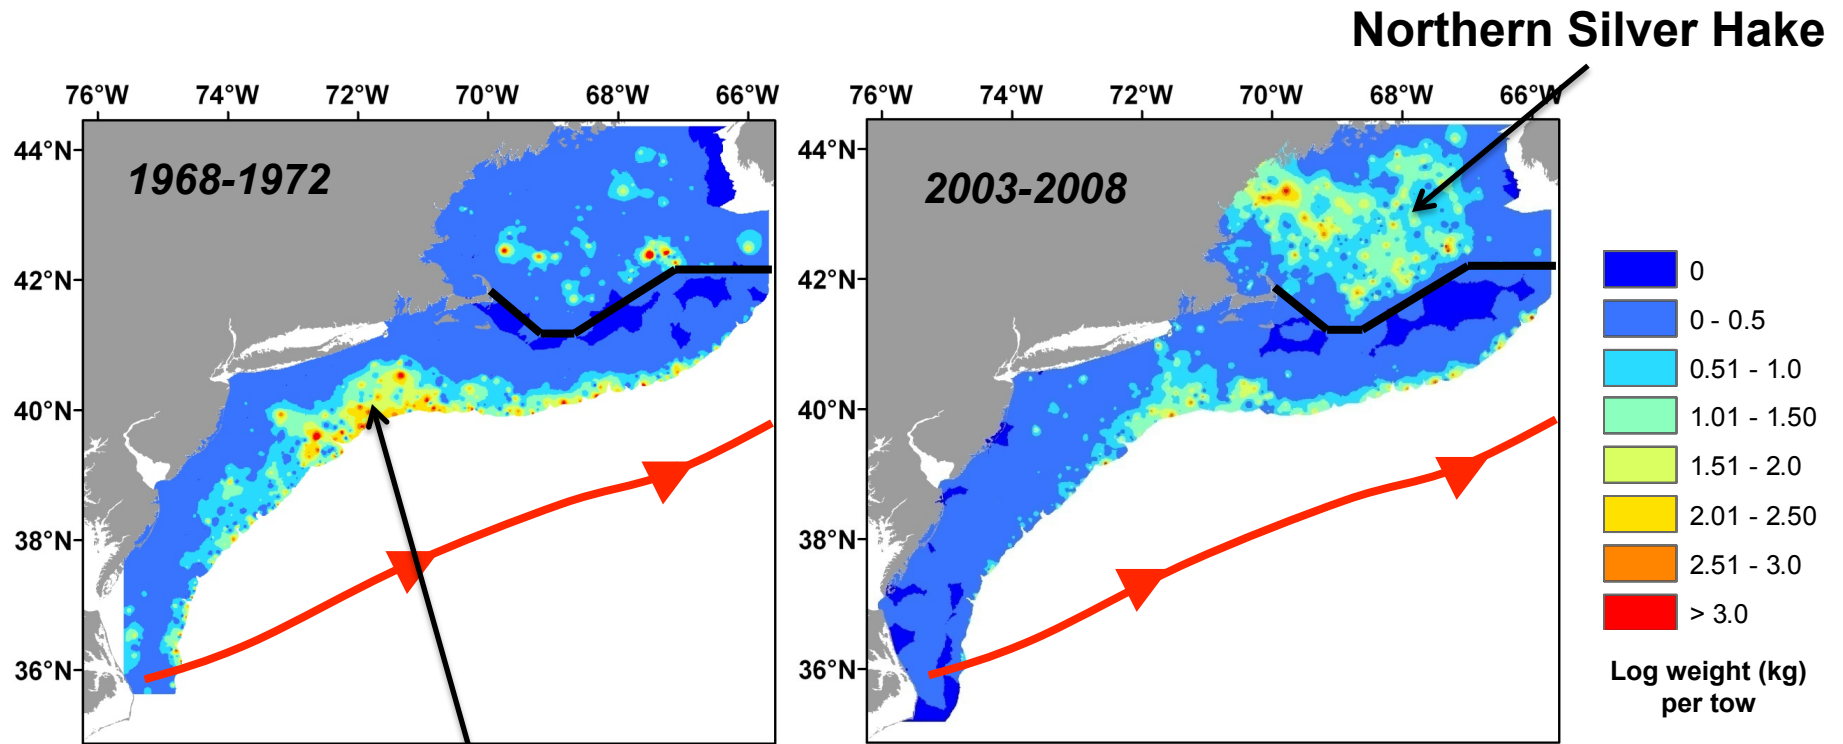 Northern Silver Hake
76°W 74°W 72°W 70°W 68°W 66°W
76°W 74°W 72°W 70°W 68°W 66°W
44°N
42°N
40°N
38°N
36°N
1968-1972
44°N
42°N
40°N
38°N
36°N
2003-2008
0
0 - 0.5
0.51 - 1.0
1.01 - 1.50
1.51 - 2.0
2.01 - 2.50
2.51 - 3.0
> 3.0
Log weight (kg)
per tow